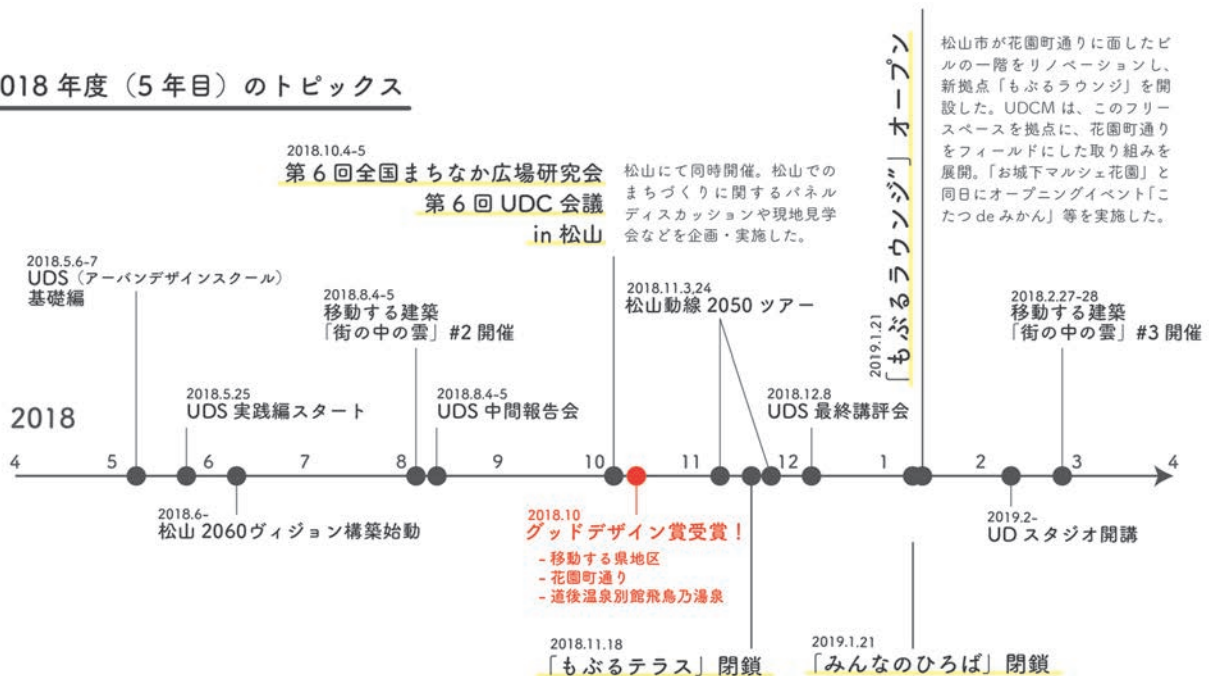 018 年度（5 年目）のトピックス
2018.10.4-5
第 6 回全国まちなか広場研究会
第 6 回 UDC 会議
in 松山
松山にて同時開催。松山での
まちづくりに関するパネル
ディスカッションや現地見学
会などを企画・実施した。
2019.1.21
「もぶるラウンジ」オープン
松山市が花園町通りに面したビ
ルの一階をリノベーションし、
新拠点「もぶるラウンジ」を開
設した。UDCM は、このフリー
スペースを拠点に、花園町通り
をフィールドにした取り組みを
展開。「お城下マルシェ花園」と
同日にオープニングイベント「こ
たつ de みかん」等を実施した。
2018.5.6-7
UDS（アーバンデザインスクール）
基礎編
2018.8.4-5
移動する建築
「街の中の雲」#2 開催
2018.11.3,24
松山動線 2050 ツアー
2018.2.27-28
移動する建築
「街の中の雲」#3 開催
2018.5.25
UDS 実践編スタート
2018.8.4-5
UDS 中間報告会
2018.12.8
UDS 最終講評会
2018
4 5 6 7 8 9 10 11 12 1 2 3 4
2018.6-
松山 2060ヴィジョン構築始動
2018.10
グッドデザイン賞受賞！
- 移動する県地区
- 花園町通り
- 道後温泉別館飛鳥乃湯泉
2019.2-
UD スタジオ開講
2018.11.18
「もぶるテラス」閉鎖
2019.1.21
「みんなのひろば」閉鎖